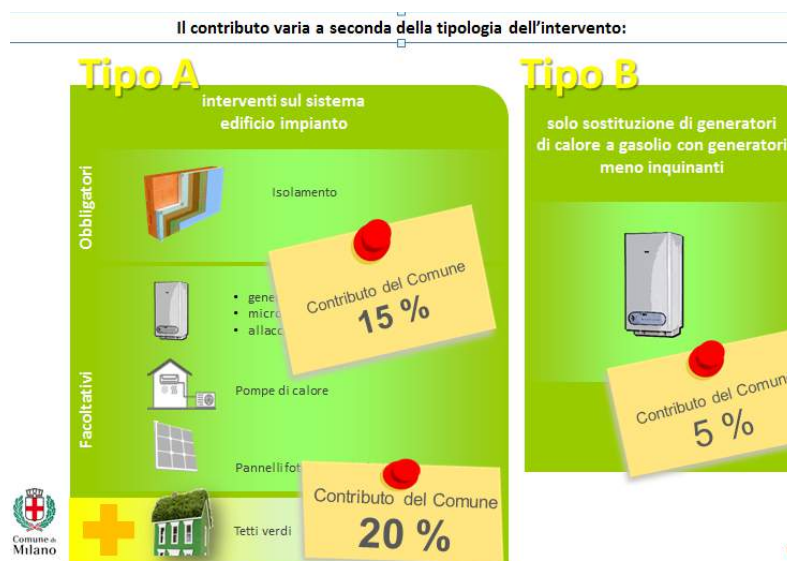 Il contributo varia a seconda della tipologia dell'intervento:
Tipo A
interventi sul sistema
edificio impianto
Obbligatori
Isolamento
Contributo del Comune
15 %
Facoltativi
Pompe di calore
Pannelli
Tetti verdi
Contributo del Comune
20 %
Tipo B
solo sostituzione di generatori
di calore a gasolio con generatori
meno inquinanti
Contributo del
5 %
Comune di
Milano